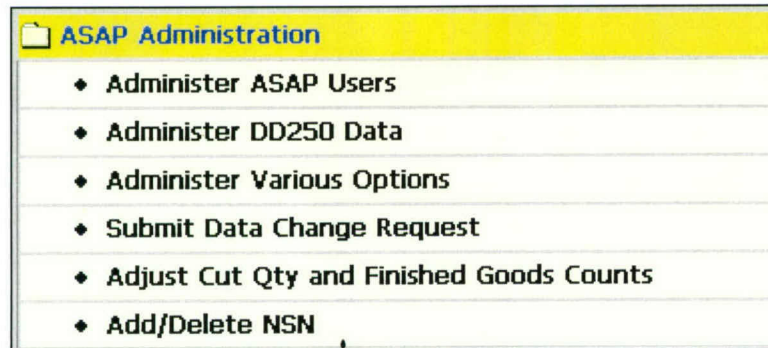 ASAP Administration
Administer ASAP Users
Administer DD250 Data
Administer Various Options
Submit Data Change Request
Adjust Cut Qty and Finished Goods Counts
Add/Delete NSN